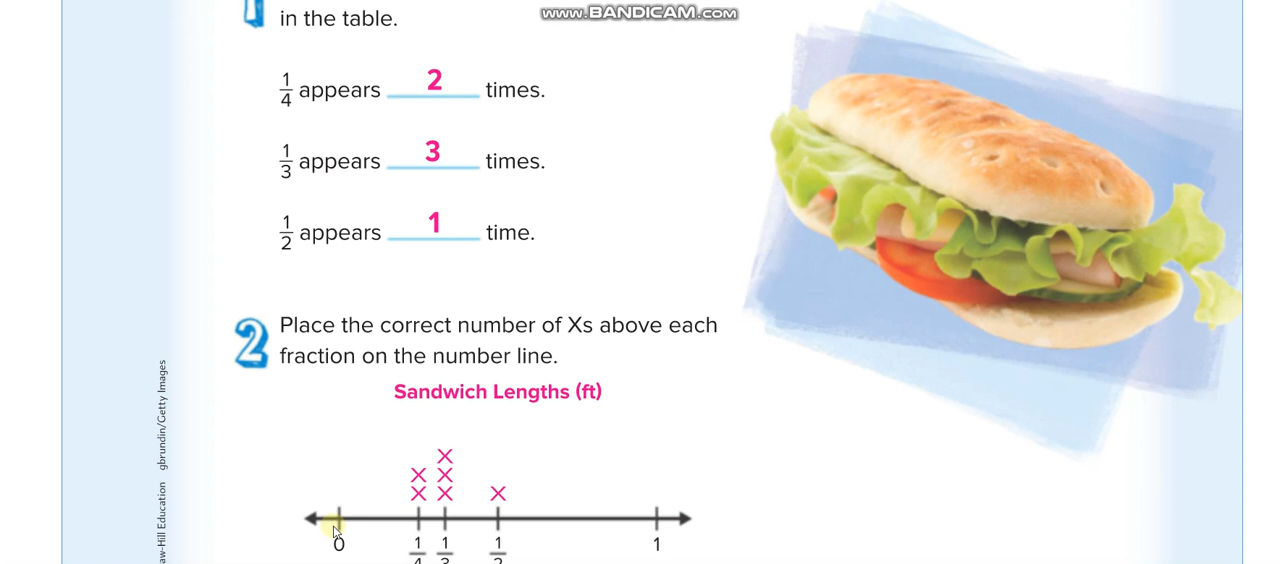 www.BANDICAM.com
1
in the table.
1/4 appears 2 times.
1/3 appears 3 times.
1/2 appears 1 time.
2 Place the correct number of Xs above each
fraction on the number line.
Sandwich Lengths (ft)
X
X X
X X X
0 1/4 1/3 1/2 1
aw-Hill Education gbrundin/Getty Images